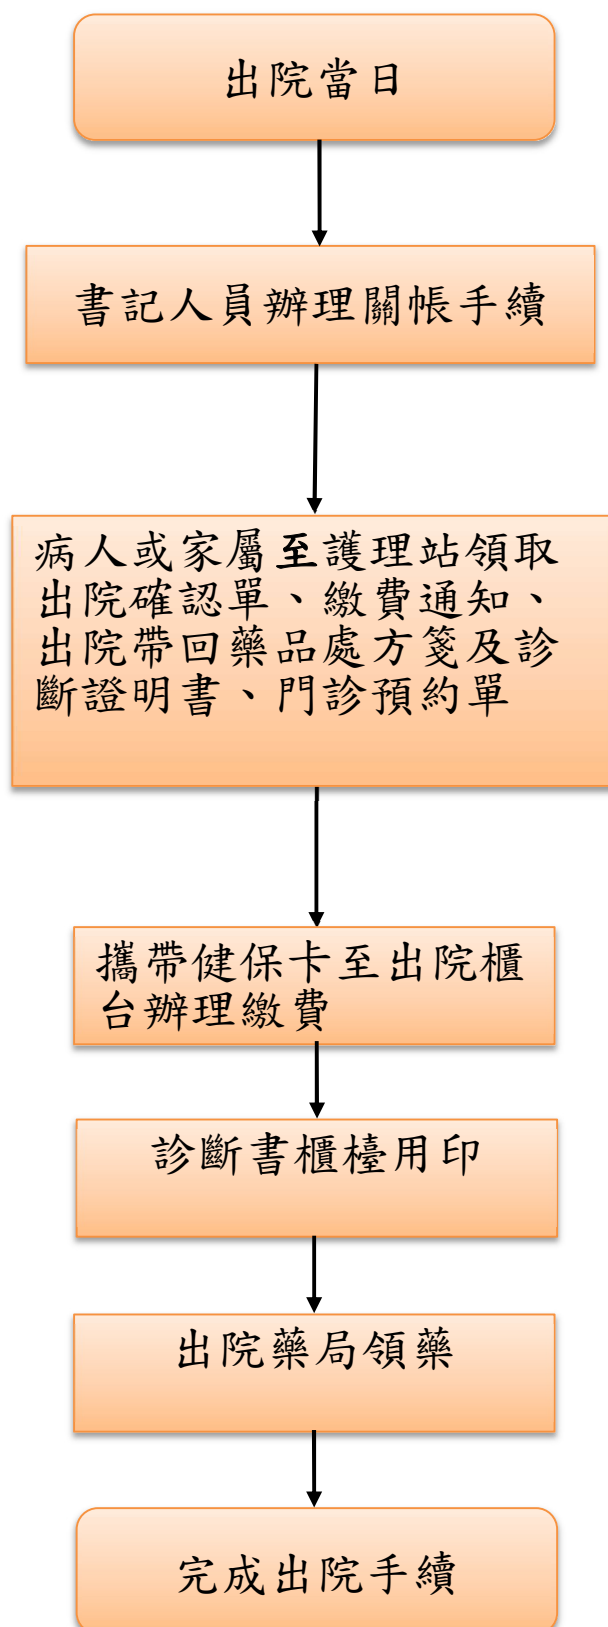 出院當日
書記人員辦理關帳手續
病人或家屬至護理站領取
出院確認單、繳費通知、
出院帶回藥品處方箋及診
斷證明書、門診預約單
攜帶健保卡至出院櫃
台辦理繳費
診斷書櫃檯用印
出院藥局領藥
完成出院手續